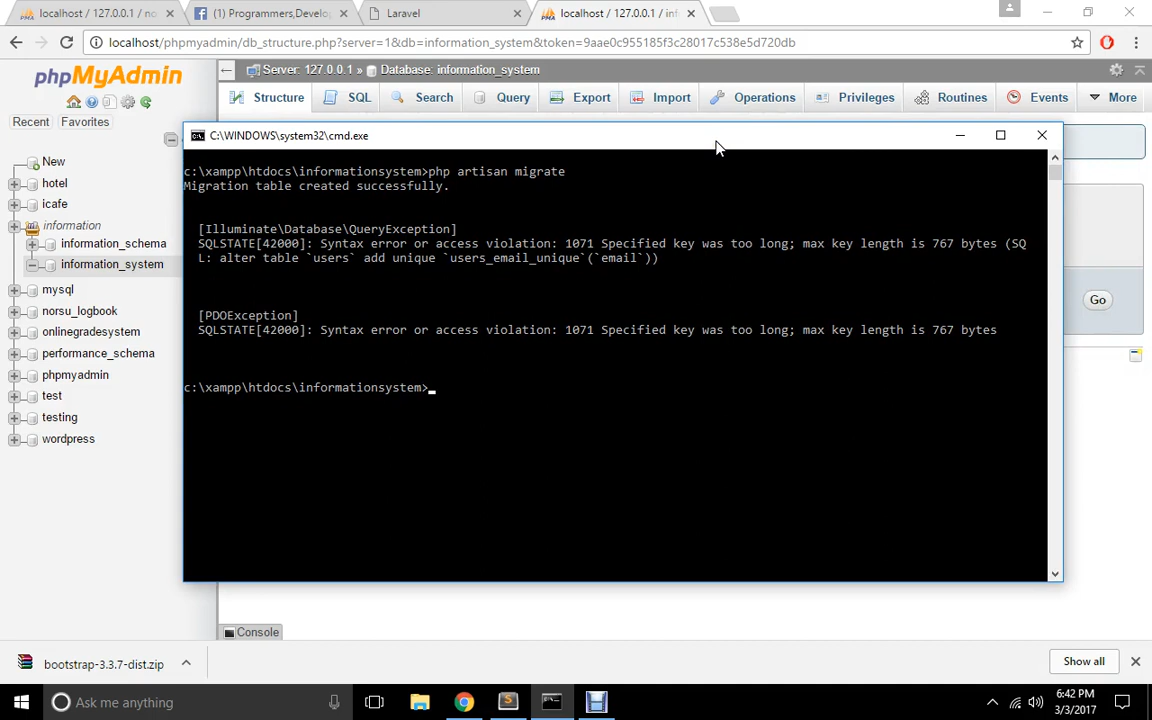 localhost / 127.0.0.1 / no
(1) Programmers,Develo
Laravel
localhost / 127.0.0.1 / inf
localhost/phpmyadmin/db_structure.php?server=1&db=information_system&token=9aae0c955185f3c28017c538e5d720db
phpMyAdmin
Server: 127.0.0.1 » Database: information_system
Structure SQL Search Query Export Import Operations Privileges Routines Events More
Recent Favorites
New
hotel
icafe
information
information_schema
information_system
mysql
norsu_logbook
onlinegradesystem
performance_schema
phpmyadmin
test
testing
wordpress
C:\WINDOWS\system32\cmd.exe
c:\xampp\htdocs\informationsystem>php artisan migrate
Migration table created successfully.
[Illuminate\Database\QueryException]
SQLSTATE[42000]: Syntax error or access violation: 1071 Specified key was too long; max key length is 767 bytes (SQ
L: alter table `users` add unique `users_email_unique`(`email`))
[PDOException]
SQLSTATE[42000]: Syntax error or access violation: 1071 Specified key was too long; max key length is 767 bytes
c:\xampp\htdocs\informationsystem>
Go
Console
bootstrap-3.3.7-dist.zip
Show all
Ask me anything
6:42 PM
3/3/2017